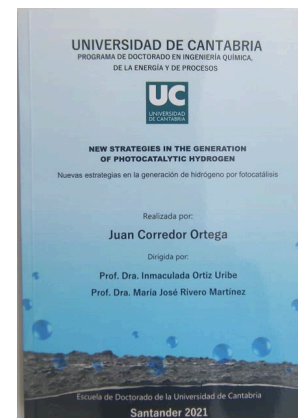 UNIVERSIDAD DE CANTABRIA
PROGRAMA DE DOCTORADO EN INGENIERÍA QUÍMICA,
DE LA ENERGÍA Y DE PROCESOS
UC
UNIVERSIDAD
DE CANTABRIA
NEW STRATEGIES IN THE GENERATION
OF PHOTOCATALYTIC HYDROGEN
Nuevas estrategias en la generación de hidrógeno por fotocatálisis
Realizada por:
Juan Corredor Ortega
Dirigida por:
Prof. Dra. Inmaculada Ortiz Uribe
Prof. Dra. María José Rivero Martínez
Escuela de Doctorado de la Universidad de Cantabria
Santander 2021